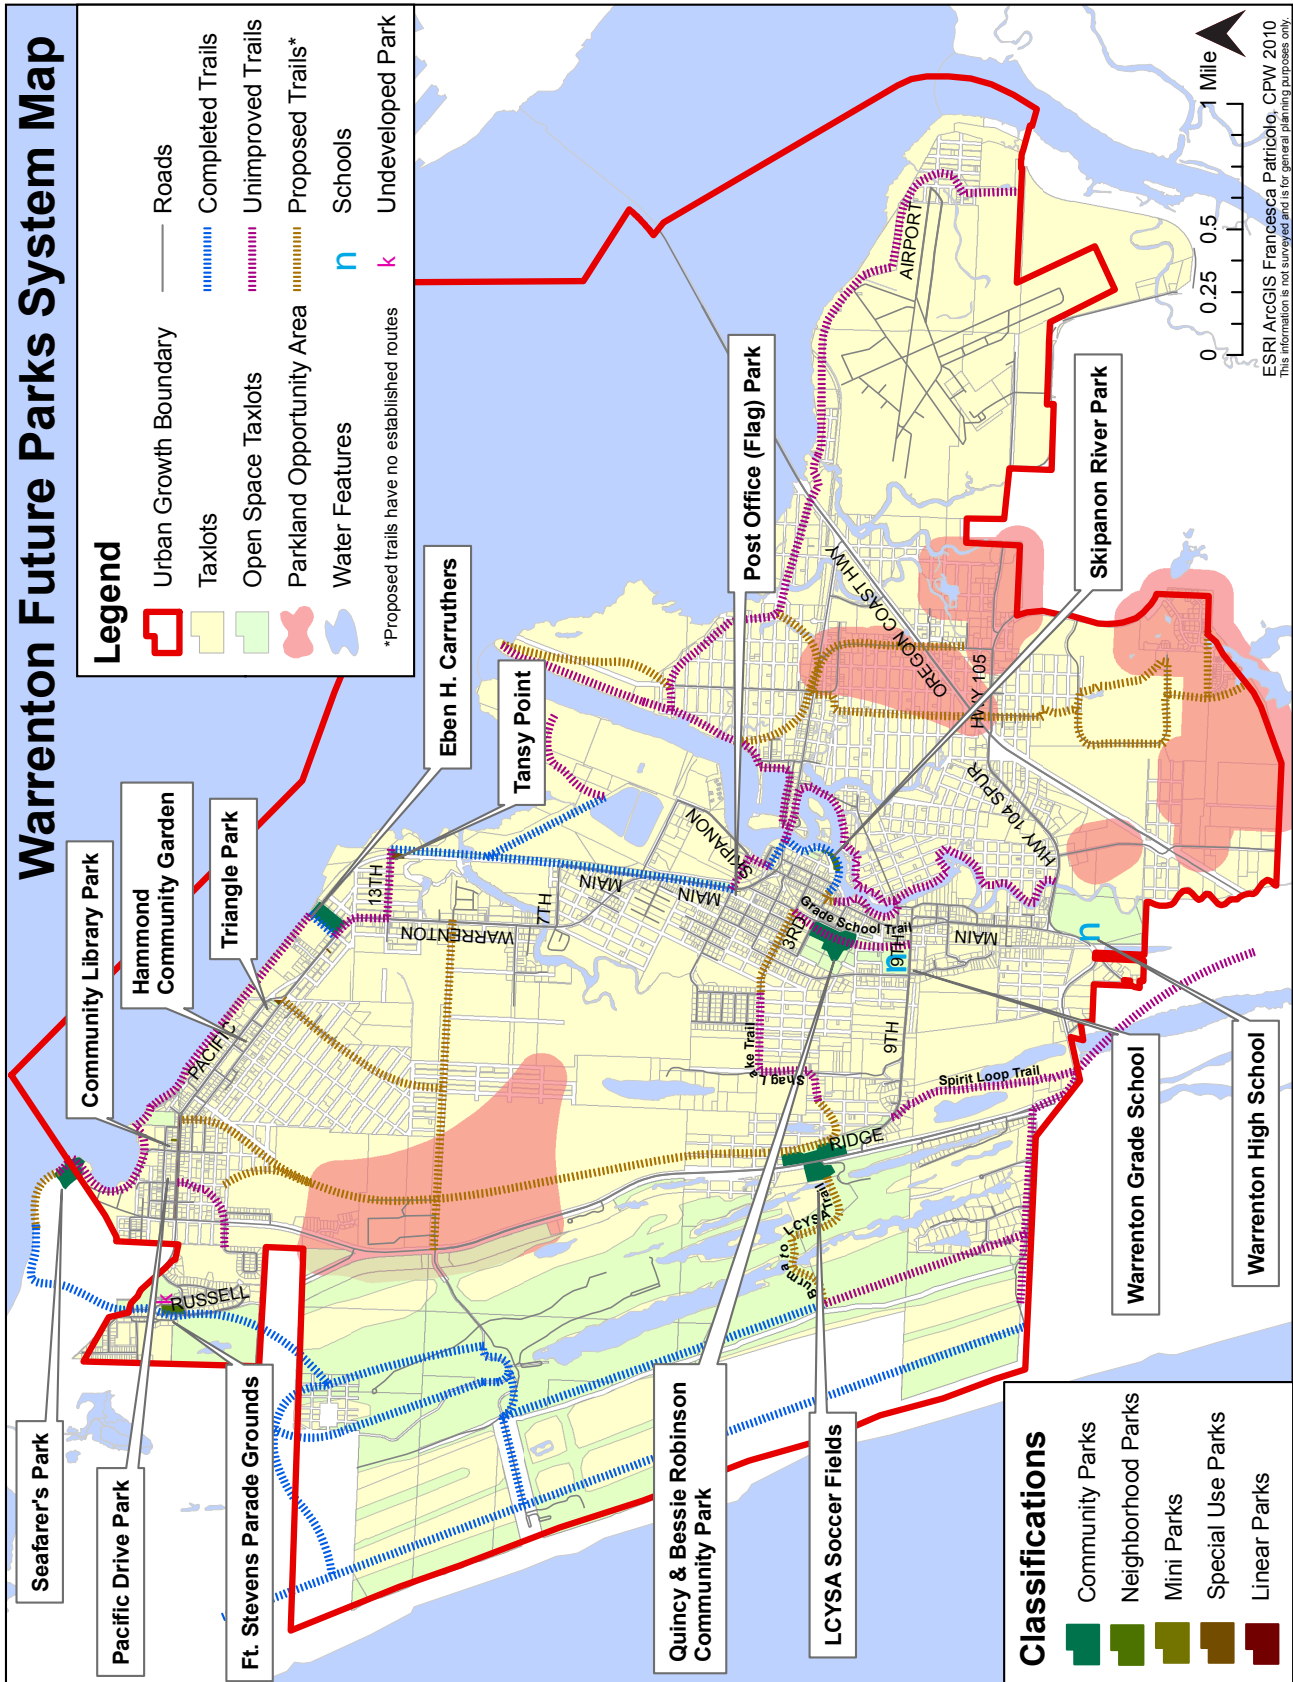 Warrenton Future Parks System Map
Legend
Urban Growth Boundary
Taxlots
Open Space Taxlots
Parkland Opportunity Area
Water Features
Roads
Completed Trails
Unimproved Trails
Proposed Trails*
n Schools
k Undeveloped Park
*Proposed trails have no established routes
Seafarer's Park
Community Library Park
Hammond
Community Garden
Triangle Park
Eben H. Carruthers
Tansy Point
Post Office (Flag) Park
Skipanon River Park
Pacific Drive Park
Ft. Stevens Parade Grounds
Quincy & Bessie Robinson
Community Park
LCYSA Soccer Fields
Warrenton Grade School
Warrenton High School
PACIFIC
RUSSELL
k
13TH
WARRENTON
7TH
MAIN
MAIN
SKIPANON
3RD
Grade School Trail
9TH
n
MAIN
9TH
n
Shag Lake Trail
Spirit Loop Trail
RIDGE
Burma to LCYSA Trail
AIRPORT
OREGON COAST HWY
HWY 105
HWY 104 SPUR
HWY
Classifications
Community Parks
Neighborhood Parks
Mini Parks
Special Use Parks
Linear Parks
0 0.25 0.5 1 Mile
ESRI ArcGIS Francesca Patricolo, CPW 2010
This information is not surveyed and is for general planning purposes only.